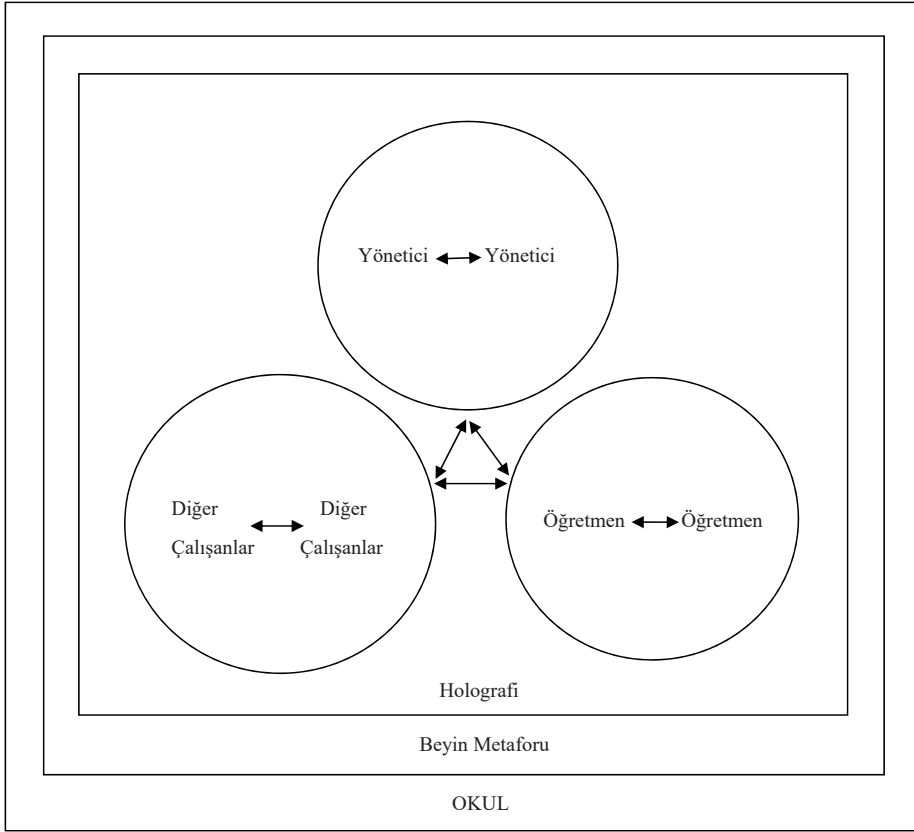 Yönetici Yönetici
Diğer Diğer
Çalışanlar Çalışanlar
Öğretmen Öğretmen
Holografi
Beyin Metaforu
OKUL